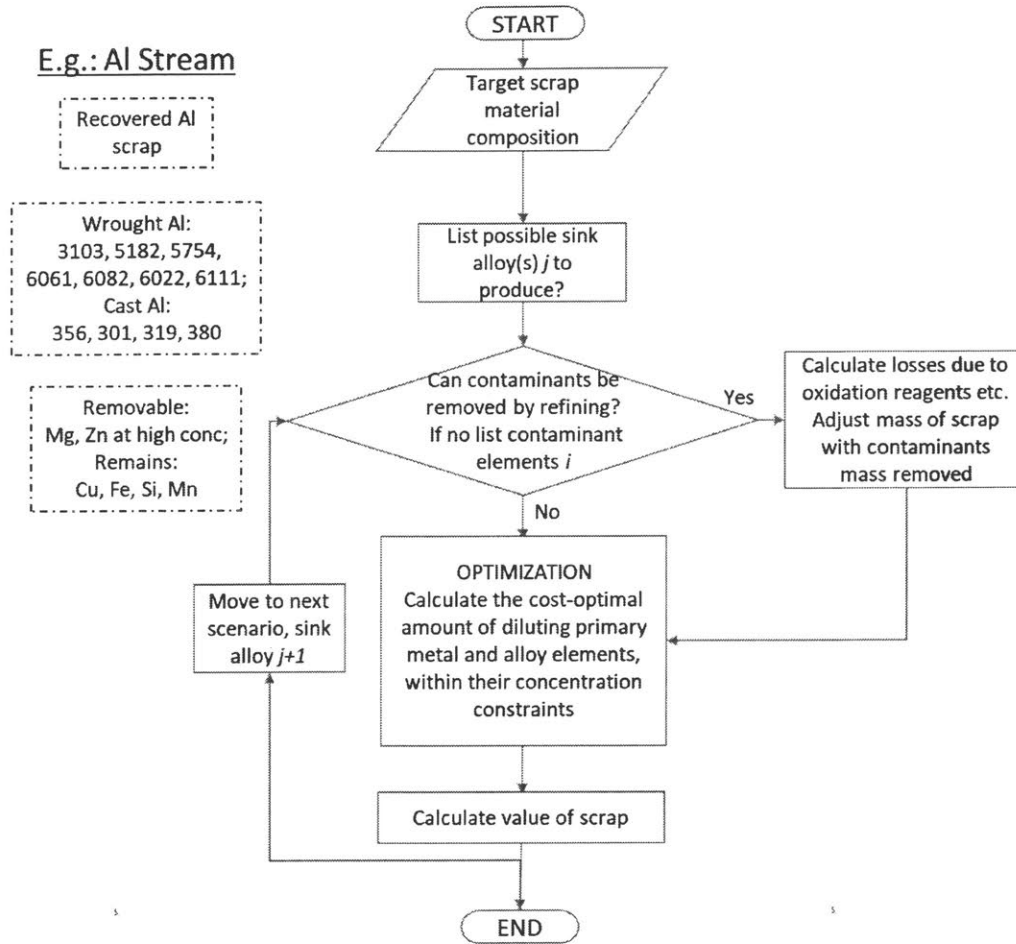 START
E.g.: Al Stream
Target scrap
material
composition
Recovered Al
scrap
List possible sink
alloy(s) j to
produce?
Wrought Al:
3103, 5182, 5754,
6061, 6082, 6022, 6111;
Cast Al:
356, 301, 319, 380
Can contaminants be
removed by refining?
If no list contaminant
elements i
Yes
Calculate losses due to
oxidation reagents etc.
Adjust mass of scrap
with contaminants
mass removed
Removable:
Mg, Zn at high conc;
Remains:
Cu, Fe, Si, Mn
No
OPTIMIZATION
Calculate the cost-optimal
amount of diluting primary
metal and alloy elements,
within their concentration
constraints
Move to next
scenario, sink
alloy j+1
Calculate value of scrap
END